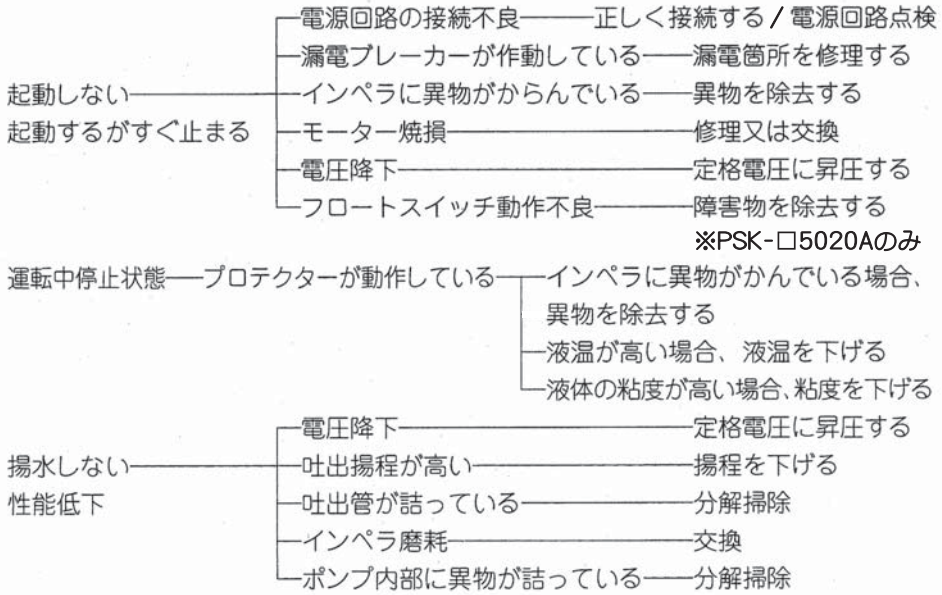 電源回路の接続不良 正しく接続する/電源回路点検
漏電ブレーカーが作動している 漏電箇所を修理する
起動しない インペラに異物がからんでいる 異物を除去する
起動するがすぐ止まる モーター焼損 修理又は交換
電圧降下 定格電圧に昇圧する
フロートスイッチ動作不良 障害物を除去する
※PSK-□5020Aのみ
運転中停止状態 プロテクターが動作している インペラに異物がかんでいる場合、
異物を除去する
液温が高い場合、液温を下げる
液体の粘度が高い場合、粘度を下げる
電圧降下 定格電圧に昇圧する
揚水しない 吐出揚程が高い 揚程を下げる
性能低下 吐出管が詰っている 分解掃除
インペラ磨耗 交換
ポンプ内部に異物が詰っている 分解掃除